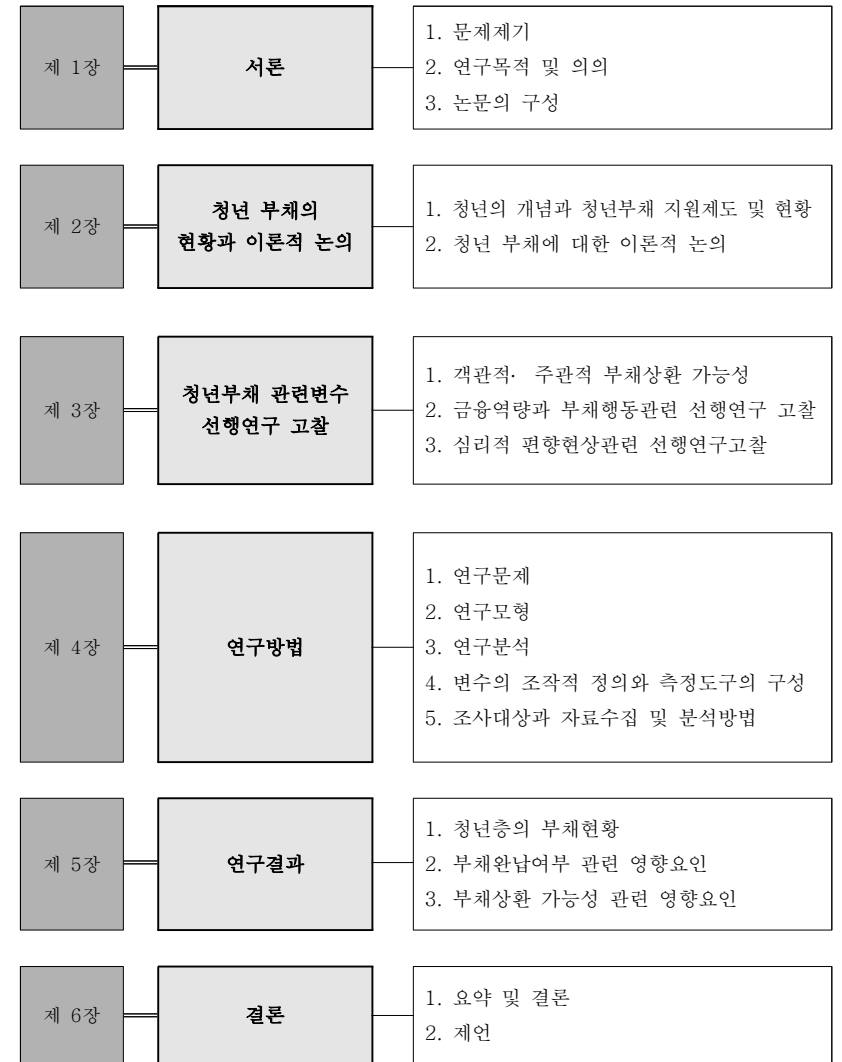 제 1장
서론
1. 문제제기
2. 연구목적 및 의의
3. 논문의 구성
제 2장
청년 부채의
현황과 이론적 논의
1. 청년의 개념과 청년부채 지원제도 및 현황
2. 청년 부채에 대한 이론적 논의
제 3장
청년부채 관련변수
선행연구 고찰
1. 객관적· 주관적 부채상환 가능성
2. 금융역량과 부채행동관련 선행연구 고찰
3. 심리적 편향현상관련 선행연구고찰
제 4장
연구방법
1. 연구문제
2. 연구모형
3. 연구분석
4. 변수의 조작적 정의와 측정도구의 구성
5. 조사대상과 자료수집 및 분석방법
제 5장
연구결과
1. 청년층의 부채현황
2. 부채완납여부 관련 영향요인
3. 부채상환 가능성 관련 영향요인
제 6장
결론
1. 요약 및 결론
2. 제언